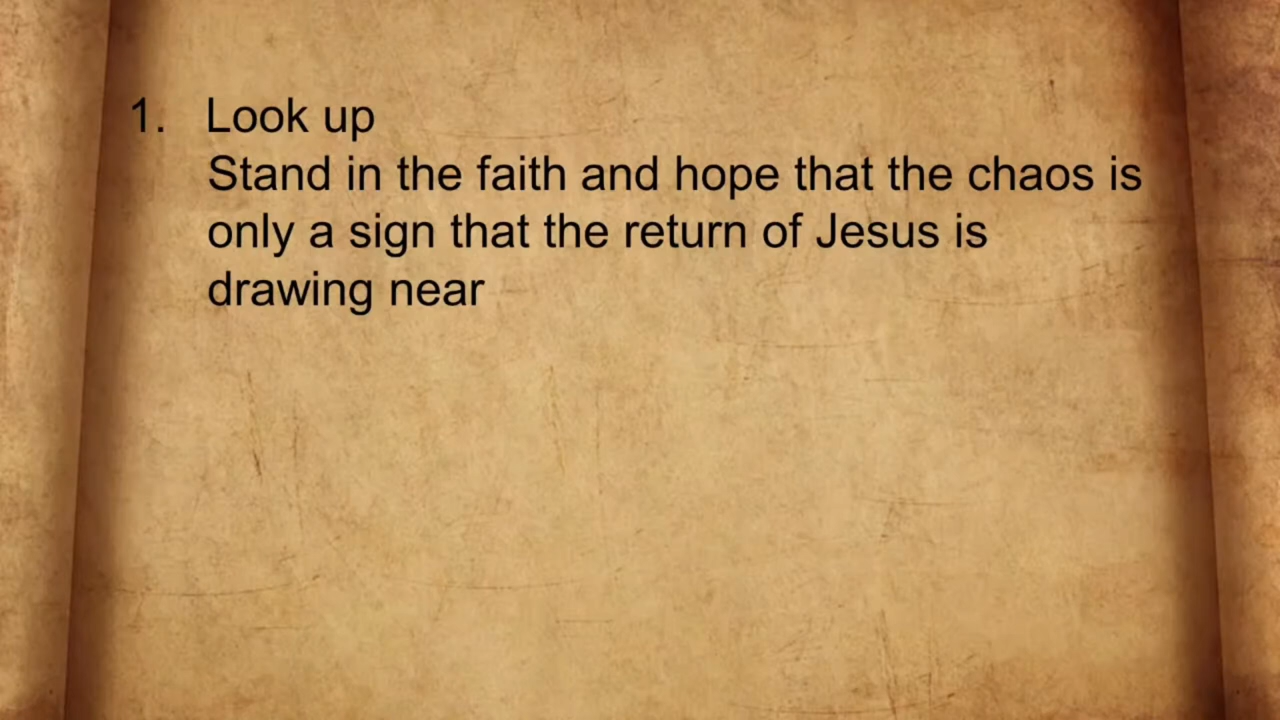 1. Look up
Stand in the faith and hope that the chaos is
only a sign that the return of Jesus is
drawing near